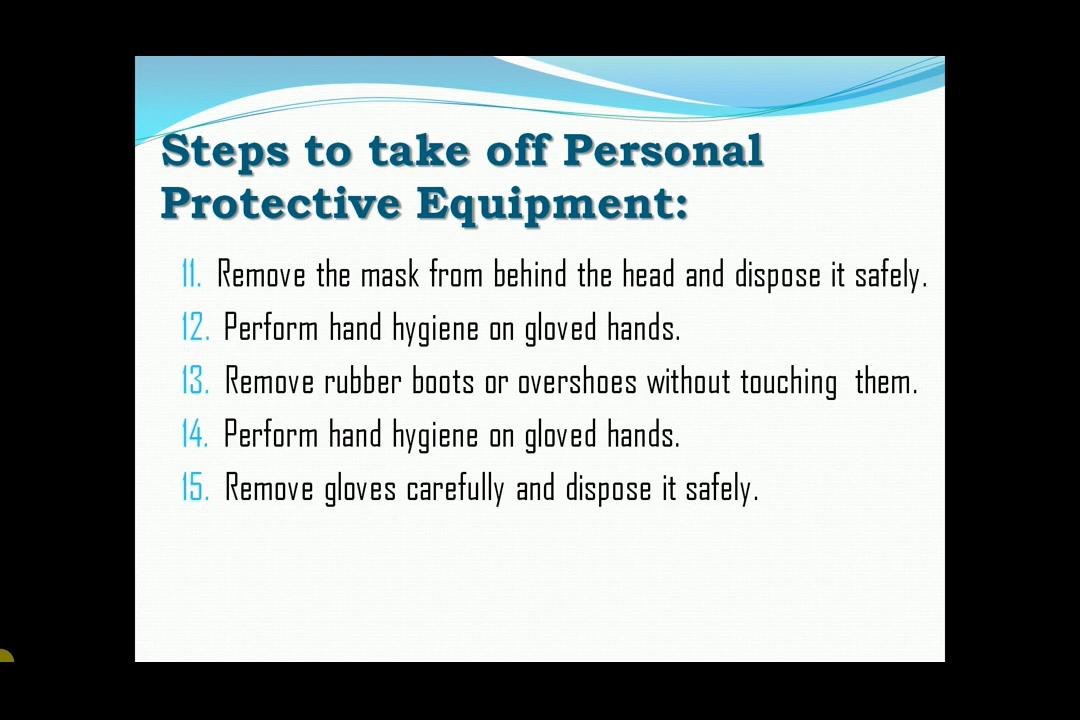 Steps to take off Personal
Protective Equipment:
11. Remove the mask from behind the head and dispose it safely.
12. Perform hand hygiene on gloved hands.
13. Remove rubber boots or overshoes without touching them.
14. Perform hand hygiene on gloved hands.
15. Remove gloves carefully and dispose it safely.